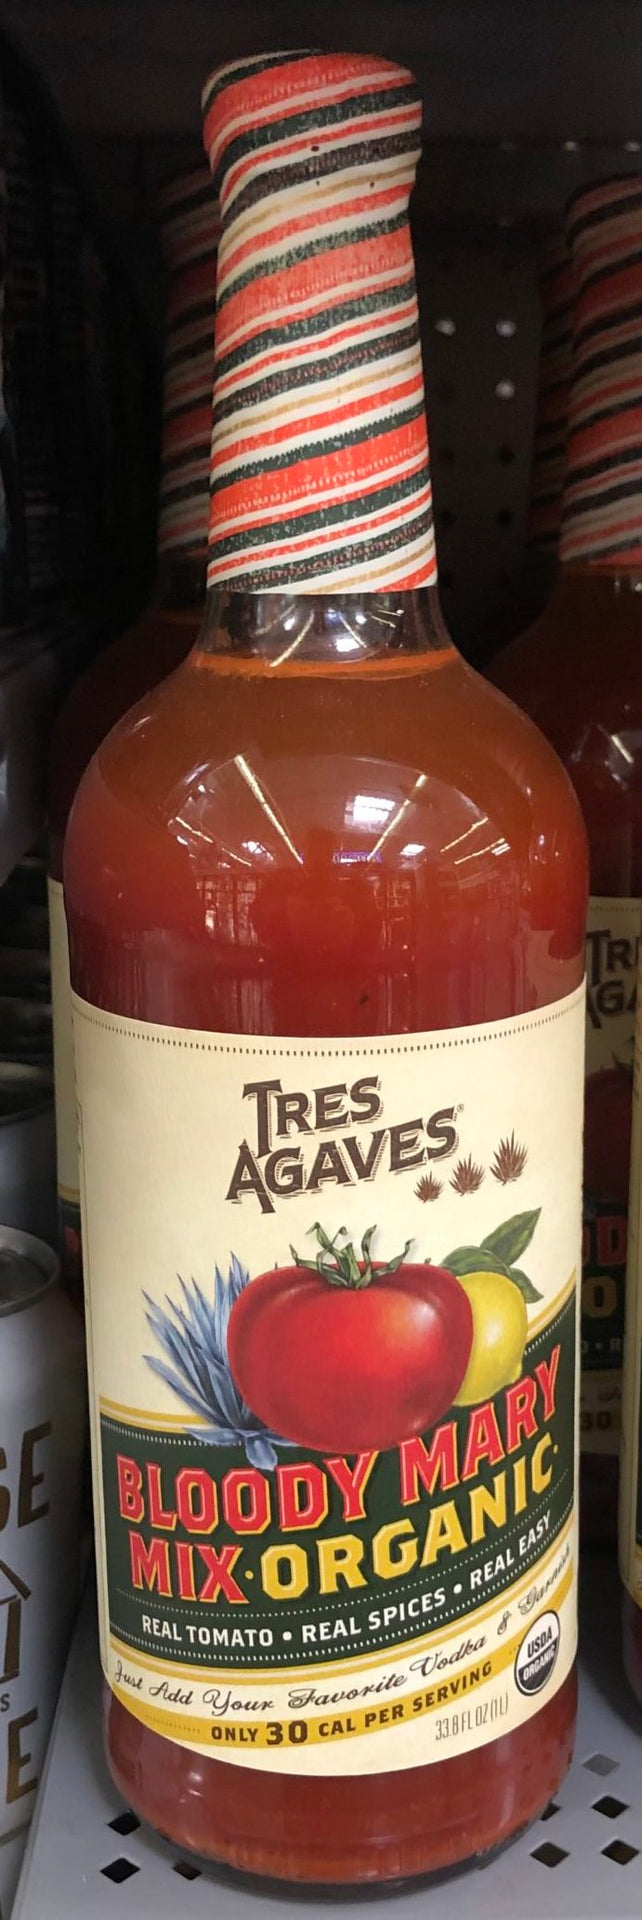 TRES
AGAVES®
BLOODY MARY
MIX·ORGANIC·
REAL TOMATO • REAL SPICES • REAL EASY
Just Add Your Favorite Vodka & Garnish
ONLY 30 CAL PER SERVING
USDA
ORGANIC
33.8 FL OZ (1L)